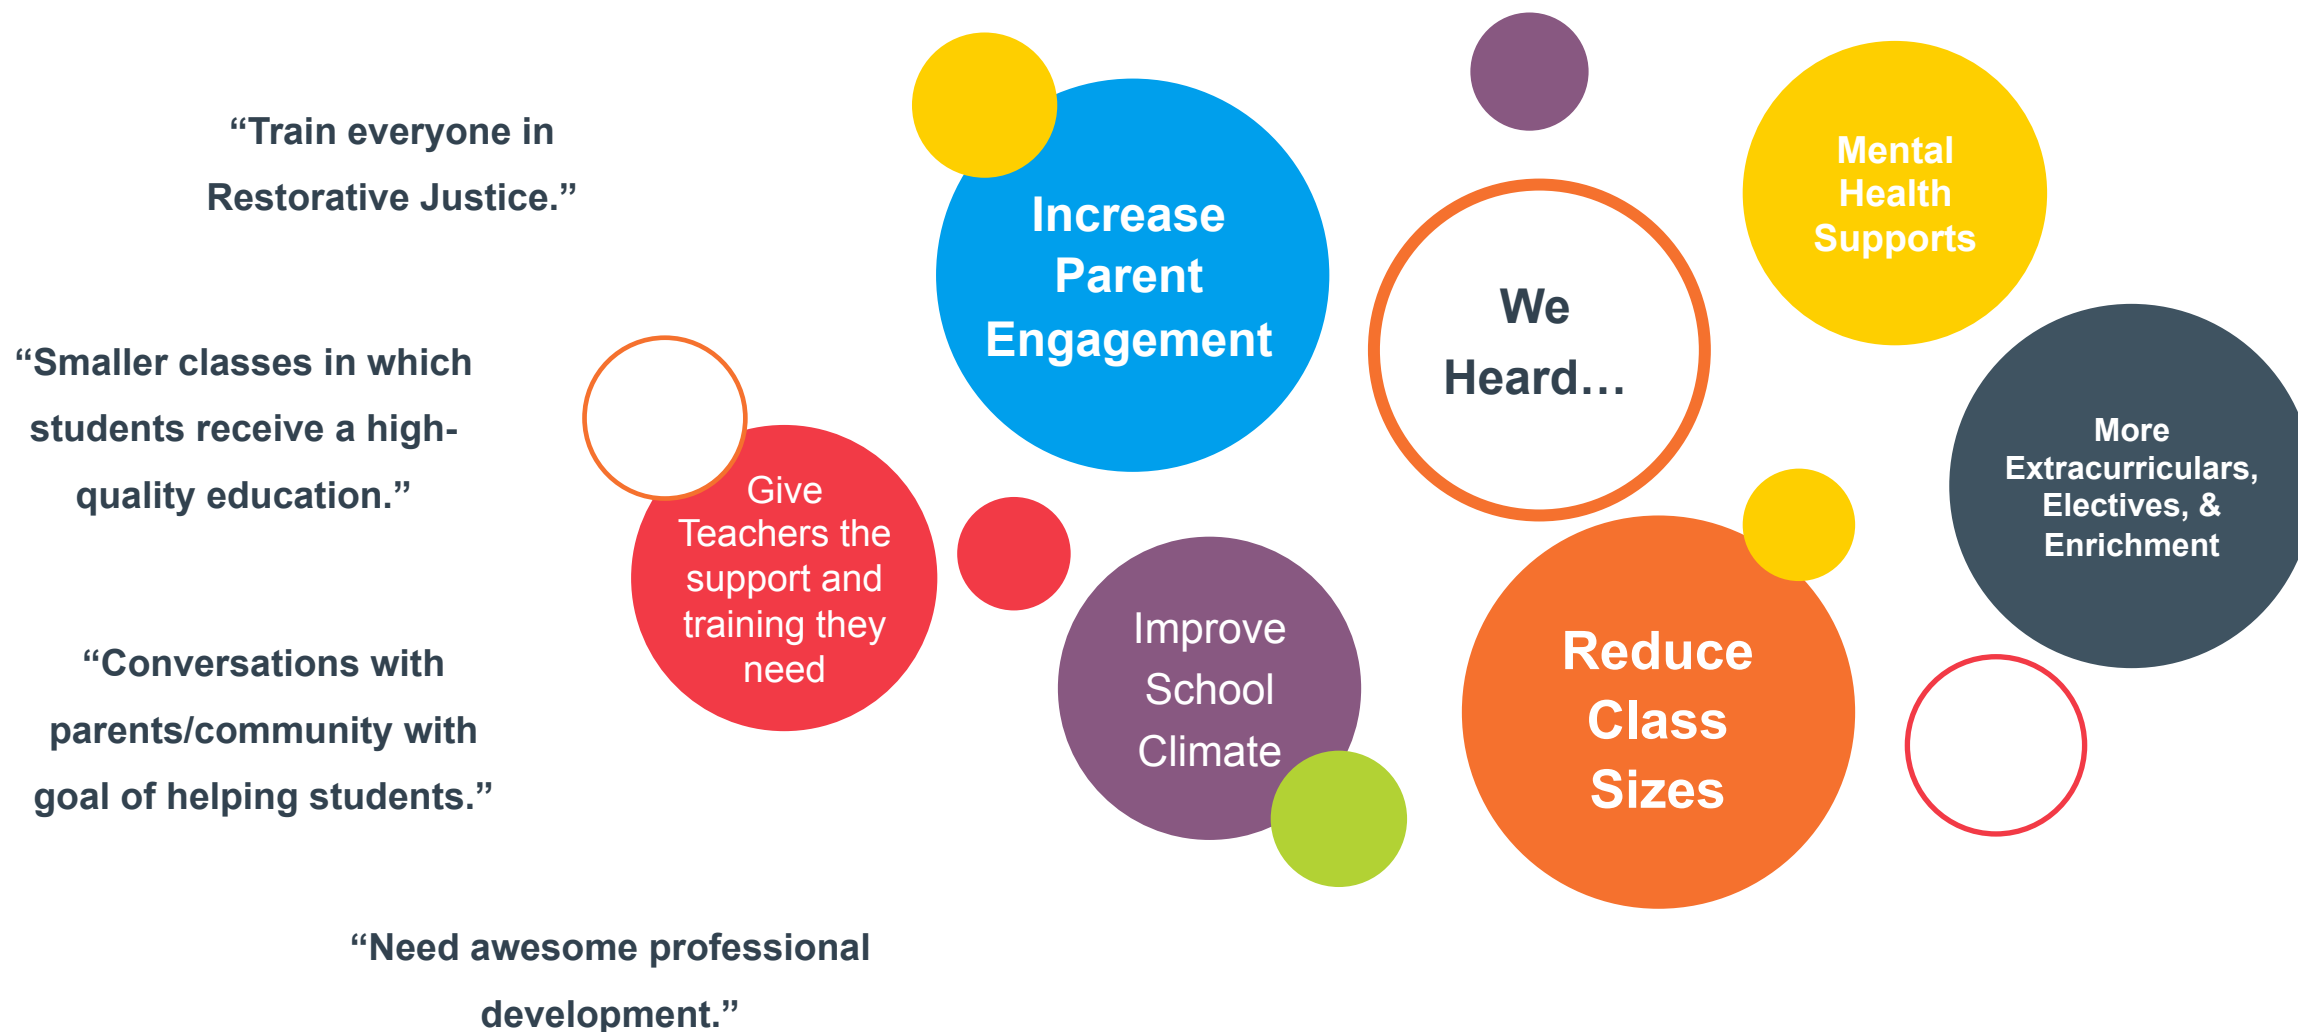 “Train everyone in
Restorative Justice.”
“Smaller classes in which
students receive a high-
quality education.”
“Conversations with
parents/community with
goal of helping students.”
“Need awesome professional
development.”
Give
Teachers the
support and
training they
need
Increase
Parent
Engagement
Improve
School
Climate
We
Heard…
Reduce
Class
Sizes
Mental
Health
Supports
More
Extracurriculars,
Electives, &
Enrichment